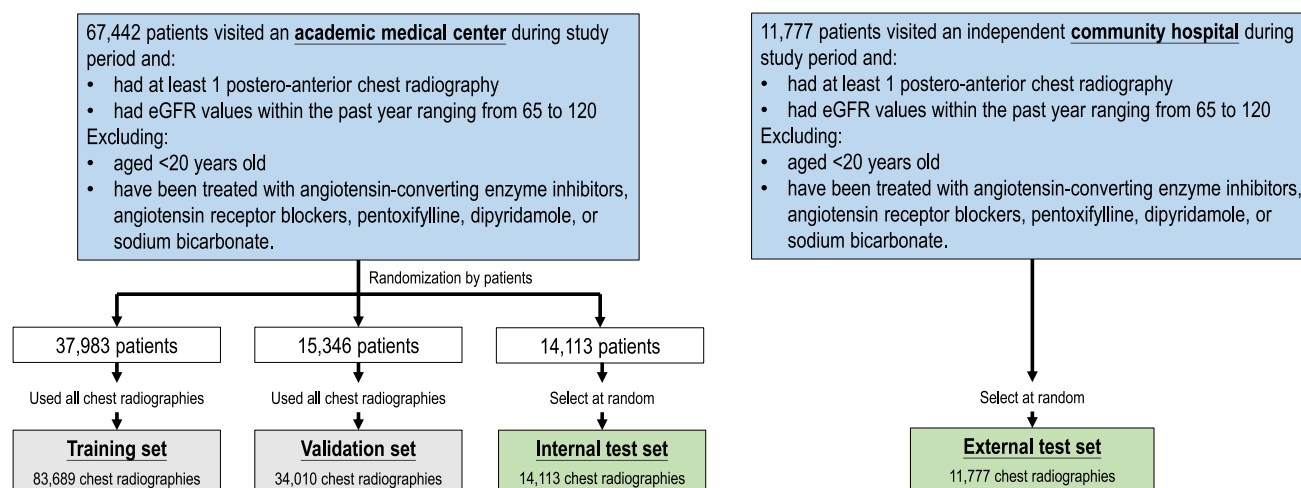 67,442 patients visited an academic medical center during study
period and:
• had at least 1 postero-anterior chest radiography
• had eGFR values within the past year ranging from 65 to 120
Excluding:
• aged <20 years old
• have been treated with angiotensin-converting enzyme inhibitors,
angiotensin receptor blockers, pentoxifylline, dipyridamole, or
sodium bicarbonate.
Randomization by patients
37,983 patients
15,346 patients
14,113 patients
Used all chest radiographies
Used all chest radiographies
Select at random
Training set
83,689 chest radiographies
Validation set
34,010 chest radiographies
Internal test set
14,113 chest radiographies
11,777 patients visited an independent community hospital during
study period and:
• had at least 1 postero-anterior chest radiography
• had eGFR values within the past year ranging from 65 to 120
Excluding:
• aged <20 years old
• have been treated with angiotensin-converting enzyme inhibitors,
angiotensin receptor blockers, pentoxifylline, dipyridamole, or
sodium bicarbonate.
Select at random
External test set
11,777 chest radiographies